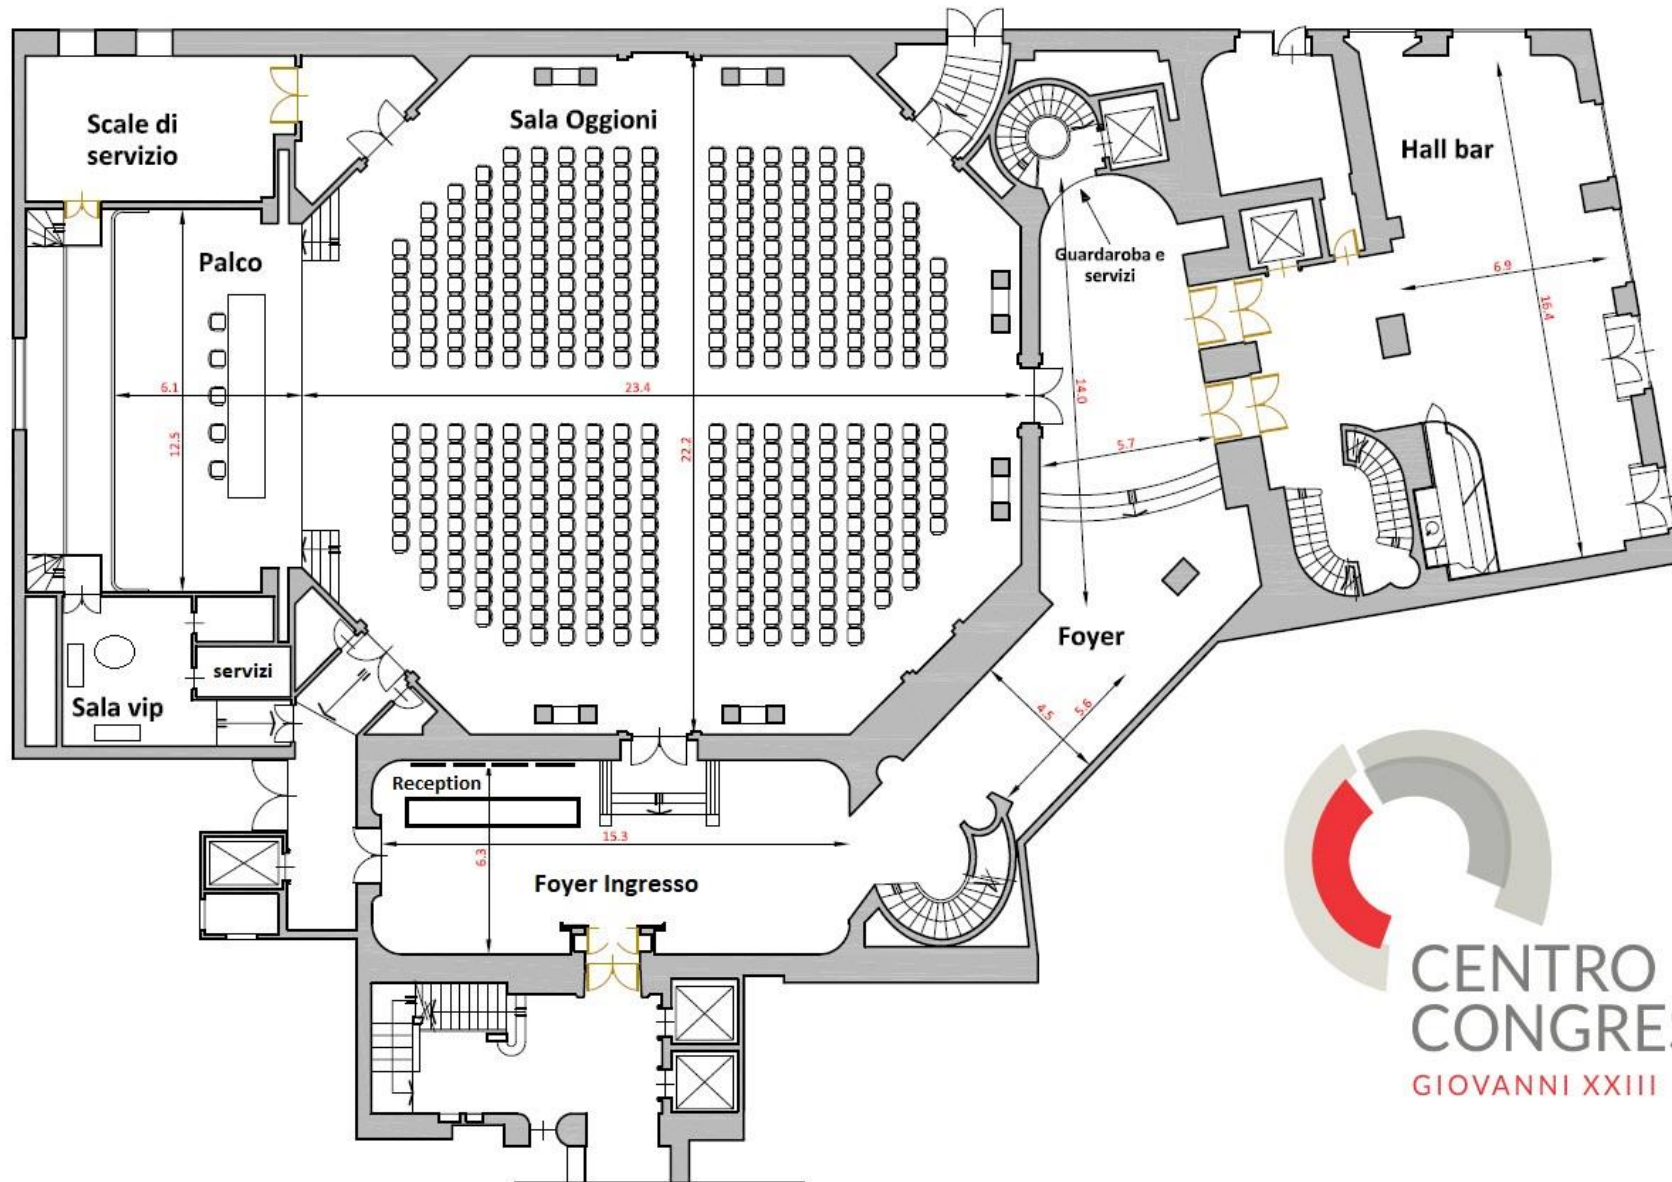 Scale di
servizio
Sala Oggioni
Hall bar
Palco
Guardaroba e
servizi
6.9
16.4
6.1
12.5
23.4
22.2
14.0
5.7
Foyer
servizi
Sala vip
4.5
5.6
Reception
15.3
6.3
Foyer Ingresso
CENTRO
CONGRES
GIOVANNI XXIII